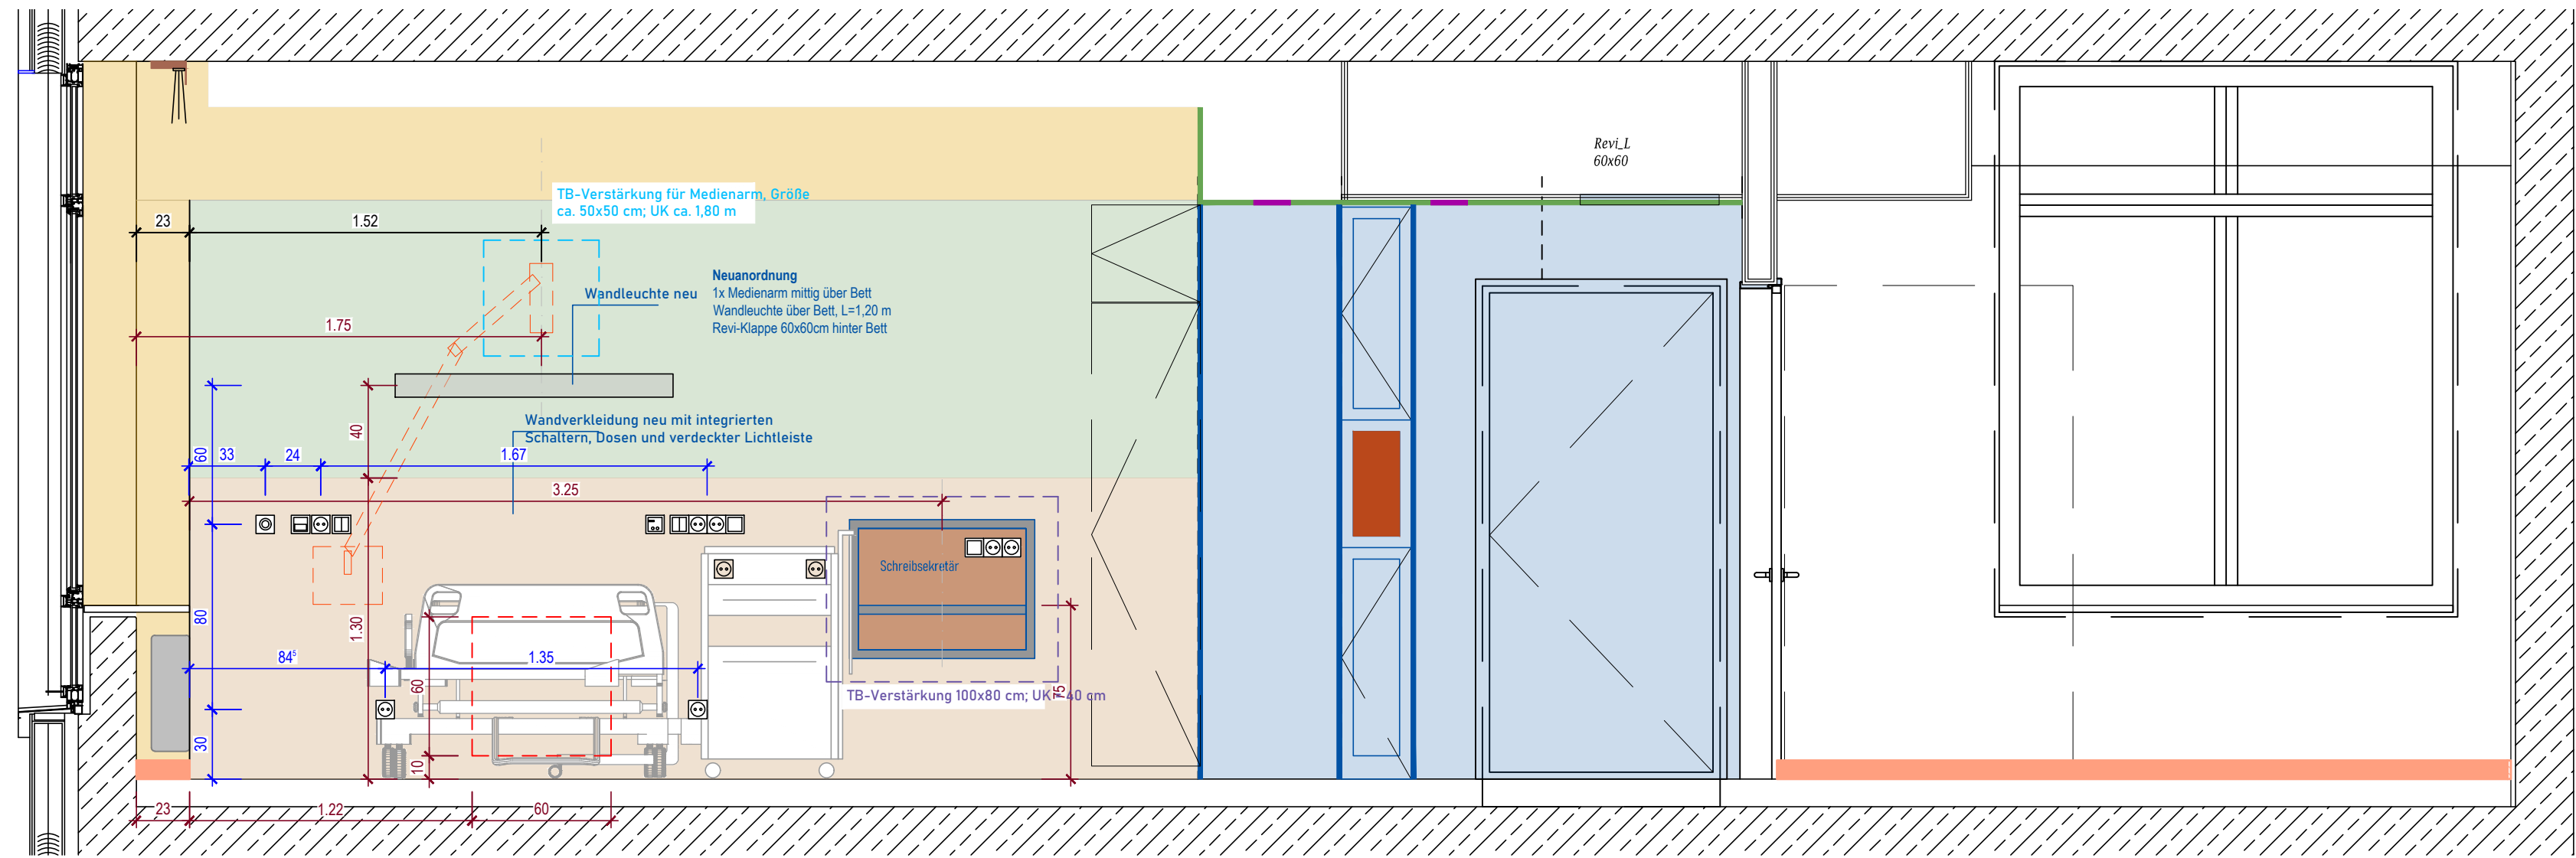 Revi_L
60x60
TB-Verstärkung für Medienarm, Größe
ca. 50x50 cm; UK ca. 1,80 m
23
1.52
Neuanordnung
1x Medienarm mittig über Bett
Wandleuchte über Bett, L=1,20 m
Revi-Klappe 60x60cm hinter Bett
Wandleuchte neu
1.75
Wandverkleidung neu mit integrierten
Schaltern, Dosen und verdeckter Lichtleiste
40
60
33
24
1.67
3.25
Schreibsekretär
80
1.30
84⁵
1.35
60
75
TB-Verstärkung 100x80 cm; UK ~40 cm
30
10
23
1.22
60